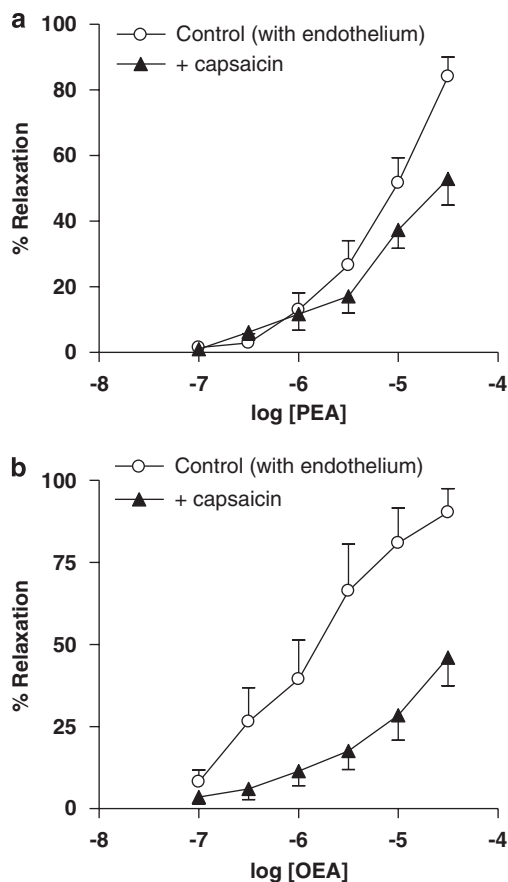 a
Control (with endothelium)
+ capsaicin
% Relaxation
100
80
60
40
20
0
-8 -7 -6 -5 -4
log [PEA]
b
Control (with endothelium)
+ capsaicin
% Relaxation
100
75
50
25
0
-8 -7 -6 -5 -4
log [OEA]